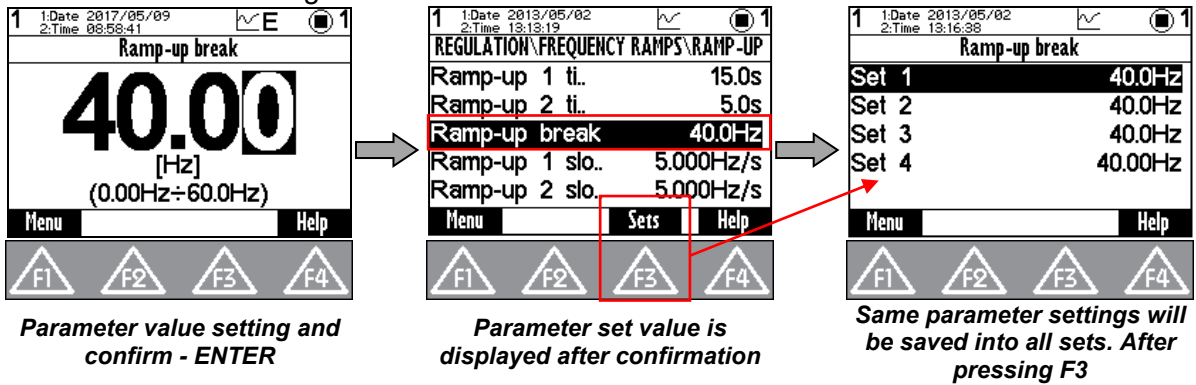 1 1:Date 2017/05/09 E 1
2:Time 08:58:41
Ramp-up break
40.00
[Hz]
(0.00Hz÷60.0Hz)
Menu Help
F1 F2 F3 F4
Parameter value setting and
confirm - ENTER
1 1:Date 2013/05/02 1
2:Time 13:13:19
REGULATION\FREQUENCY RAMPS\RAMP-UP
Ramp-up 1 ti.. 15.0s
Ramp-up 2 ti.. 5.0s
Ramp-up break 40.0Hz
Ramp-up 1 slo.. 5.000Hz/s
Ramp-up 2 slo.. 5.000Hz/s
Menu Sets Help
F1 F2 F3 F4
Parameter set value is
displayed after confirmation
1 1:Date 2013/05/02 1
2:Time 13:16:38
Ramp-up break
Set 1 40.0Hz
Set 2 40.0Hz
Set 3 40.0Hz
Set 4 40.00Hz
Menu Help
F1 F2 F3 F4
Same parameter settings will
be saved into all sets. After
pressing F3